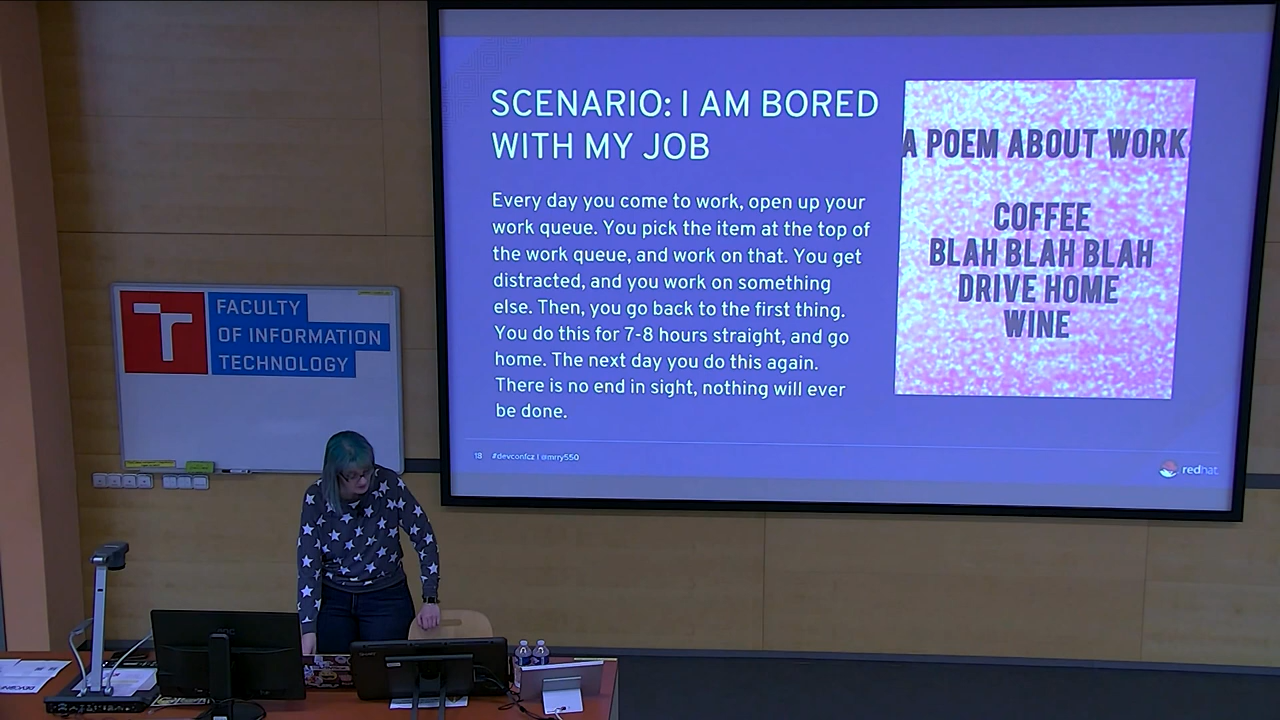 SCENARIO: I AM BORED
WITH MY JOB
Every day you come to work, open up your
work queue. You pick the item at the top of
the work queue, and work on that. You get
distracted, and you work on something
else. Then, you go back to the first thing.
You do this for 7-8 hours straight, and go
home. The next day you do this again.
There is no end in sight, nothing will ever
be done.
A POEM ABOUT WORK
COFFEE
BLAH BLAH BLAH
DRIVE HOME
WINE
18 #devconfcz | @mrry550
redhat
FACULTY
OF INFORMATION
TECHNOLOGY